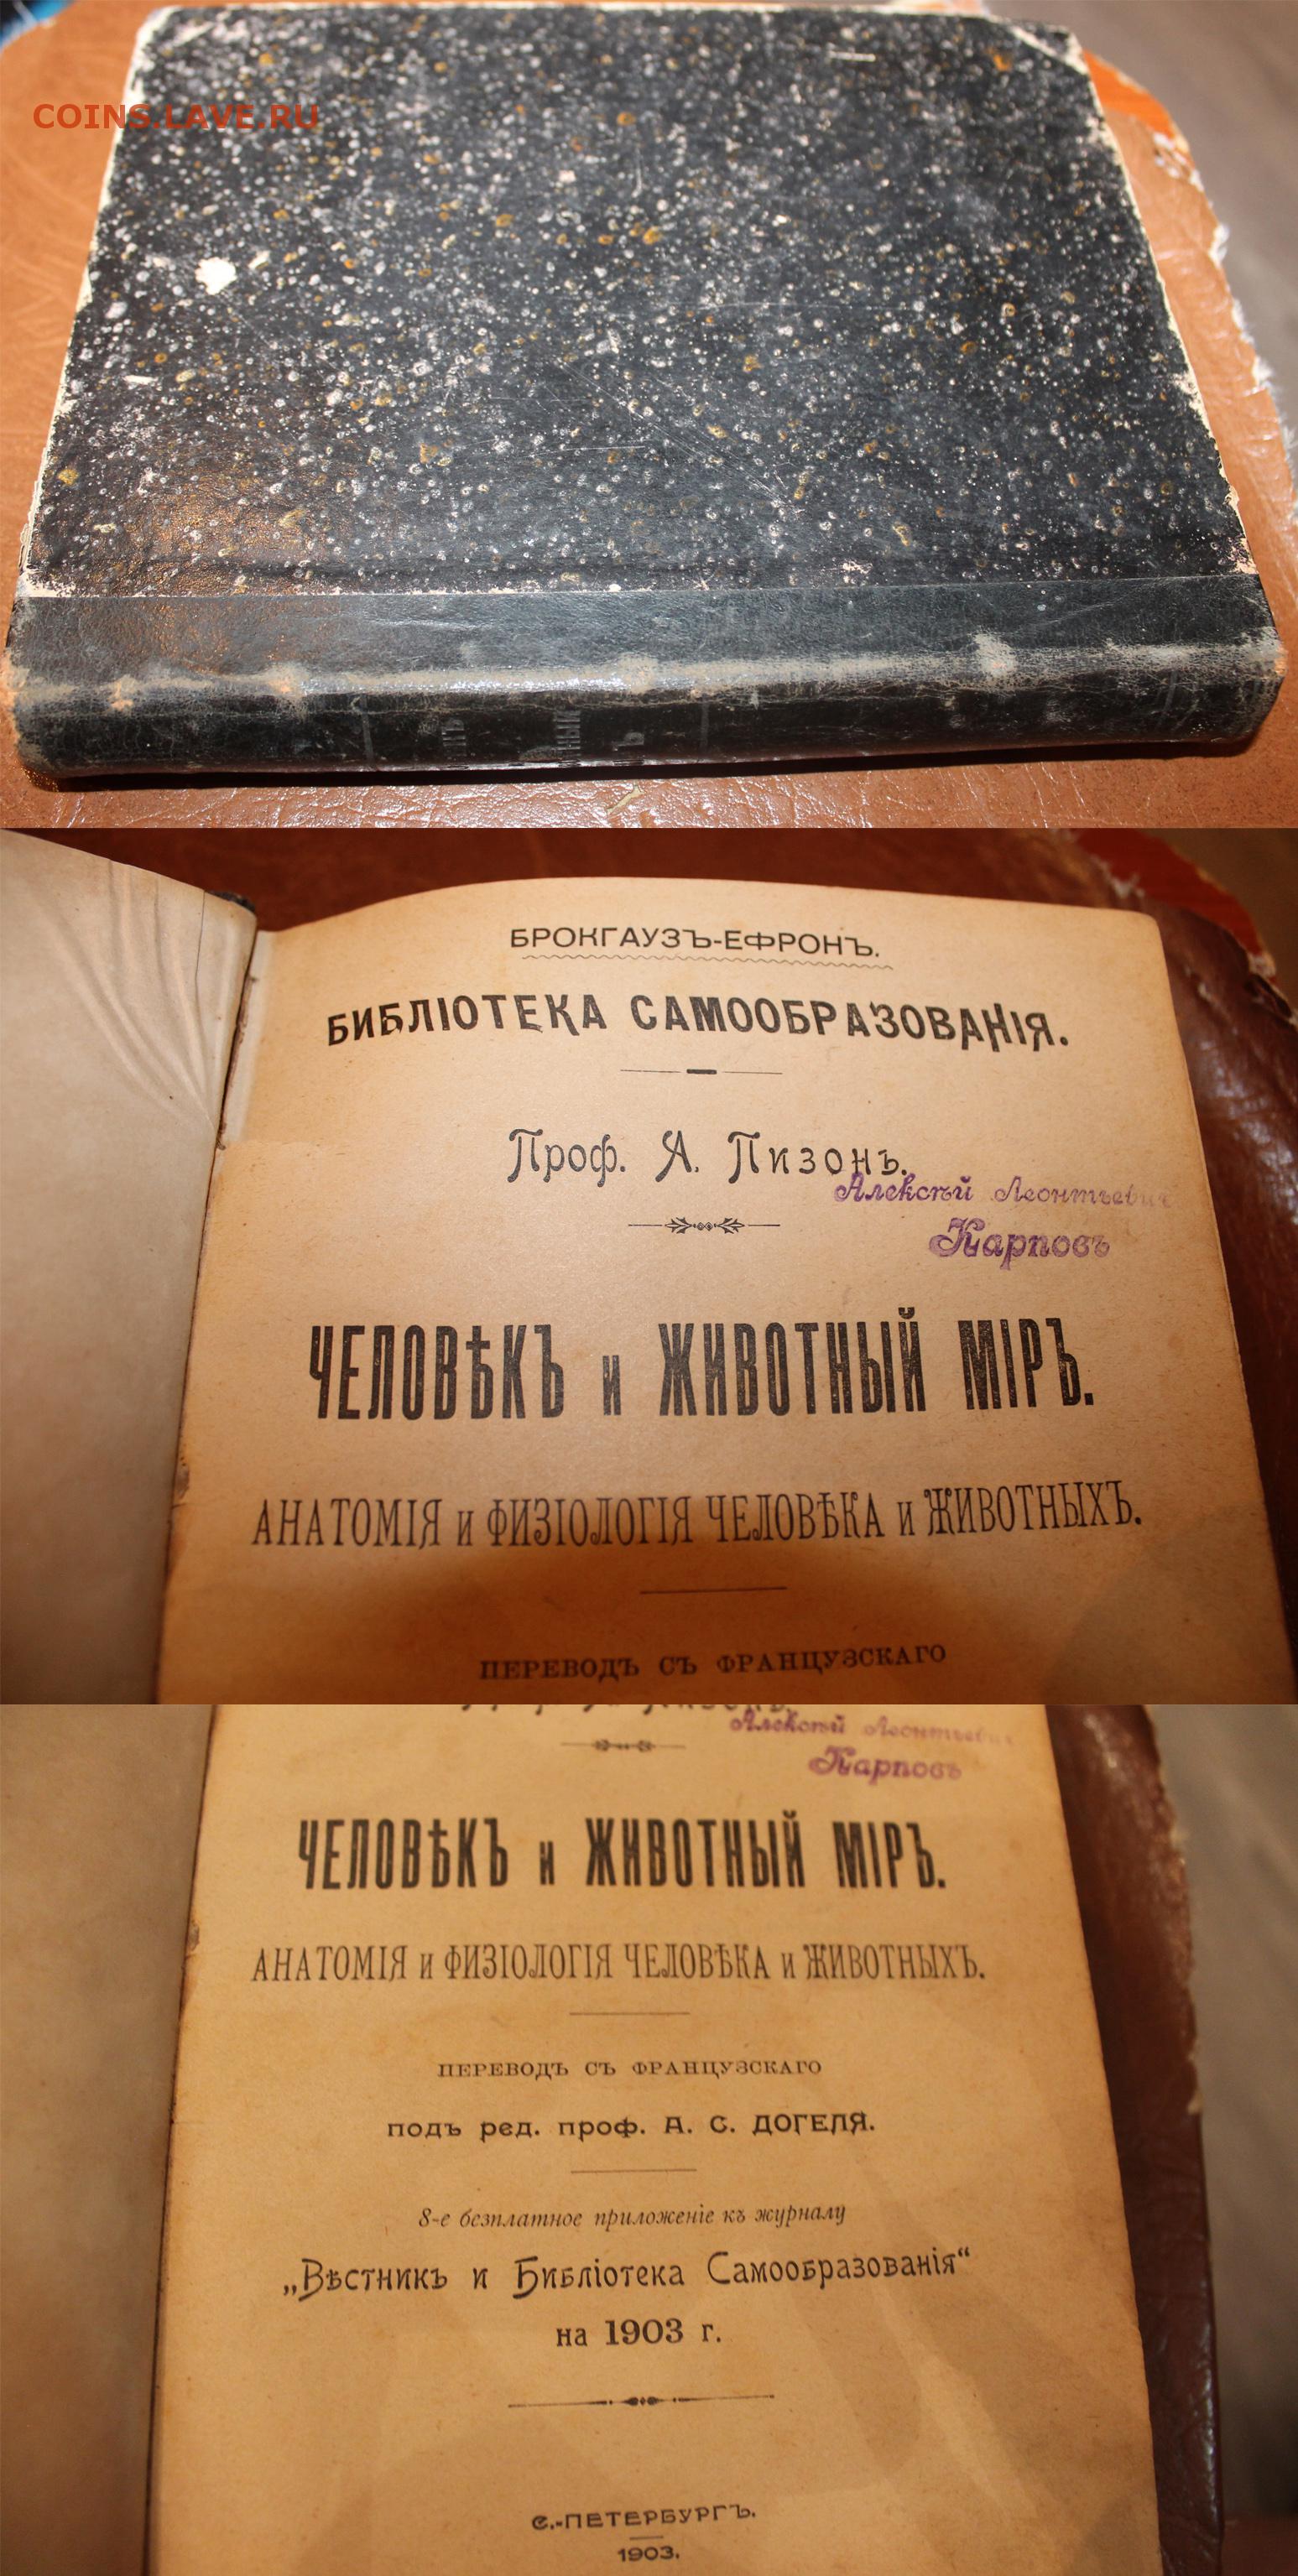 COINS.LAVE.RU
БРОКГАУЗЪ-ЕФРОНЪ.
БИБЛІОТЕКА САМООБРАЗОВАНІЯ.
Проф. А. Пизонъ.
Алексѣй Леонтьевич
Карповъ
ЧЕЛОВѢКЪ и ЖИВОТНЫЙ МІРЪ.
АНАТОМІЯ и ФИЗІОЛОГІЯ ЧЕЛОВѢКА и ЖИВОТНЫХЪ.
ПЕРЕВОДЪ СЪ ФРАНЦУЗСКАГО
Алексѣй Леонтьевич
Карповъ
ЧЕЛОВѢКЪ и ЖИВОТНЫЙ МІРЪ.
АНАТОМІЯ и ФИЗІОЛОГІЯ ЧЕЛОВѢКА и ЖИВОТНЫХЪ.
ПЕРЕВОДЪ СЪ ФРАНЦУЗСКАГО
подъ ред. проф. А. С. ДОГЕЛЯ.
8-е безплатное приложеніе къ журналу
„Вѣстникъ и Библіотека Самообразованія“
на 1903 г.
С.-ПЕТЕРБУРГЪ.
1903.